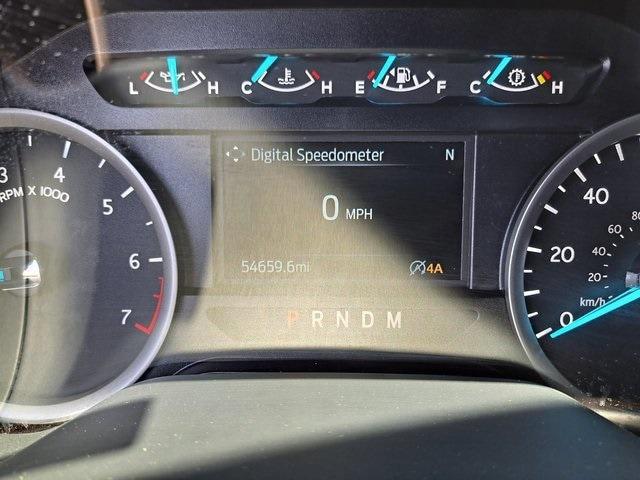 L H C H E F C H
Digital Speedometer N
0 MPH
54659.6mi 4A
P R N D M
3 4 5 6 7
RPM X 1000
0 20 40
km/h 20 40 60 80